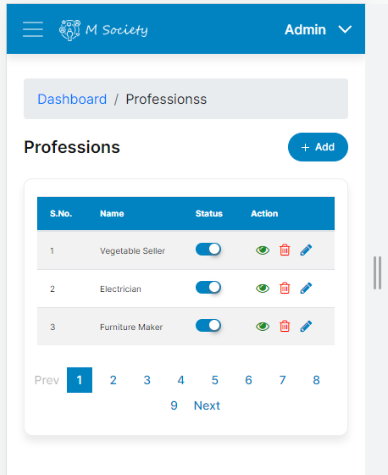 M Society Admin
Dashboard / Professionss
Professions + Add
S.No. Name Status Action
1 Vegetable Seller
2 Electrician
3 Furniture Maker
Prev 1 2 3 4 5 6 7 8
9 Next